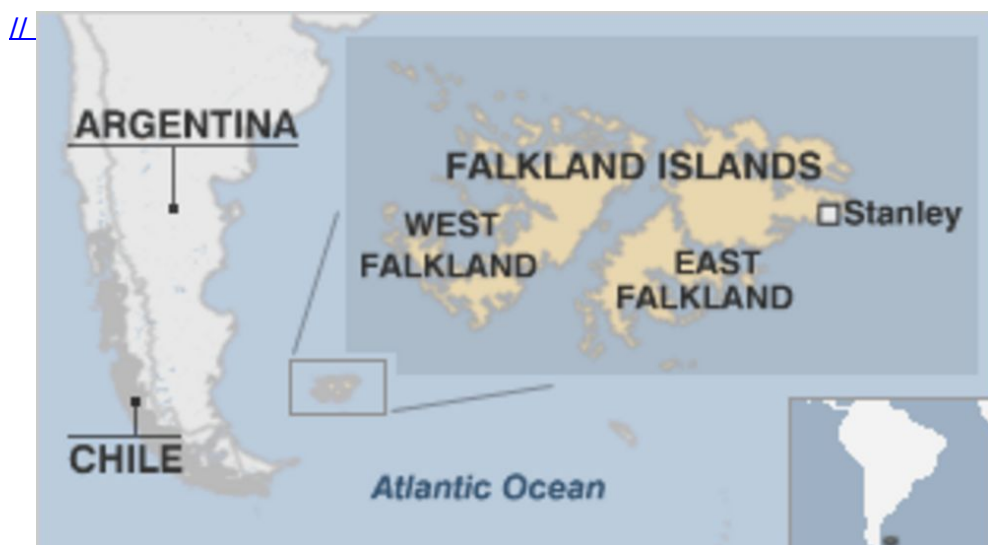 //
ARGENTINA
FALKLAND ISLANDS
WEST
FALKLAND
Stanley
EAST
FALKLAND
CHILE
Atlantic Ocean